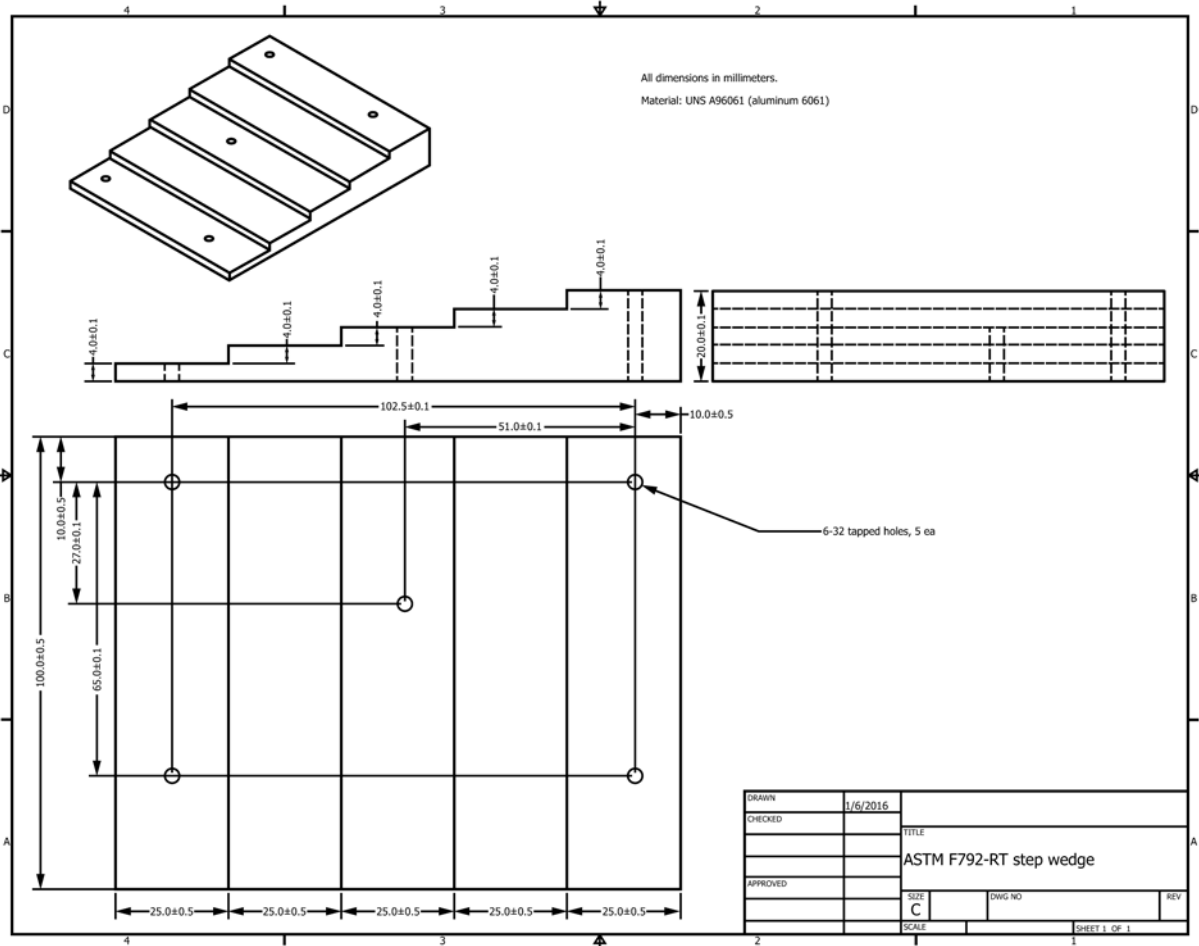 4 3 2 1
D D
All dimensions in millimeters.
Material: UNS A96061 (aluminum 6061)
4.0±0.1
4.0±0.1
4.0±0.1
4.0±0.1
4.0±0.1
20.0±0.1
C C
102.5±0.1
10.0±0.5
51.0±0.1
10.0±0.5
27.0±0.1
65.0±0.1
100.0±0.5
6-32 tapped holes, 5 ea
B B
25.0±0.5 25.0±0.5 25.0±0.5 25.0±0.5 25.0±0.5
A A
DRAWN 1/6/2016
CHECKED
TITLE
ASTM F792-RT step wedge
APPROVED
SIZE DWG NO REV
C
SCALE SHEET 1 OF 1
4 3 2 1